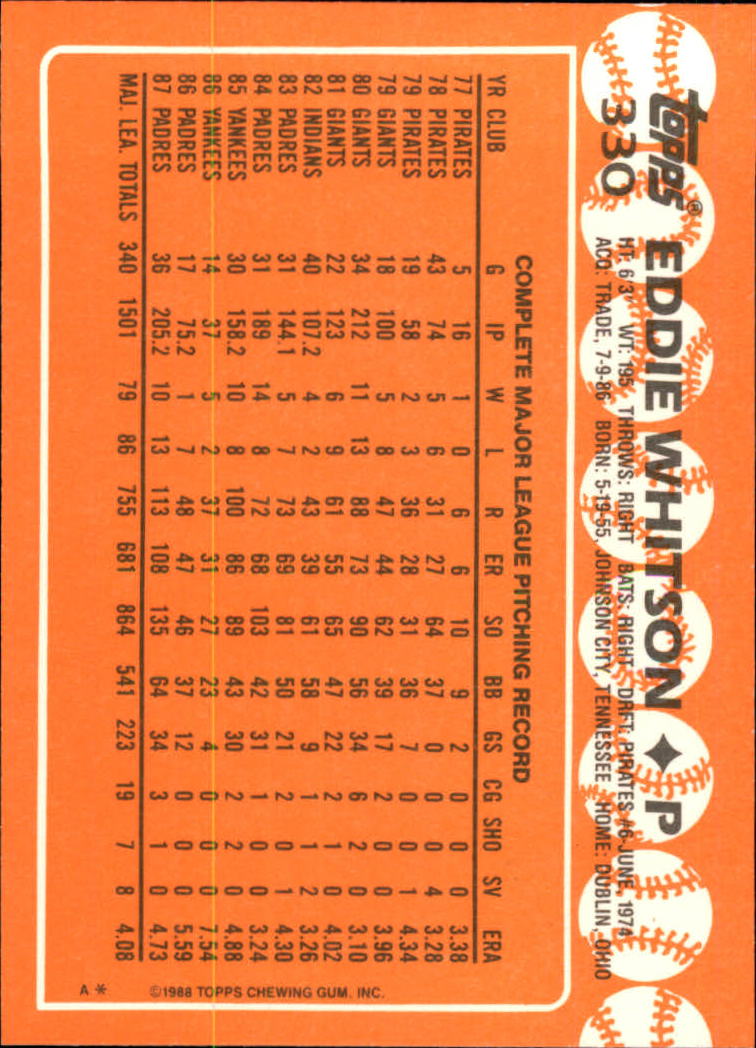 topps®
330
EDDIE WHITSON ✦ P
HT: 6'3" WT: 195 THROWS: RIGHT BATS: RIGHT DRFT: PIRATES #6-JUNE, 1974
ACQ: TRADE, 7-9-86 BORN: 5-19-55, JOHNSON CITY, TENNESSEE HOME: DUBLIN, OHIO
COMPLETE MAJOR LEAGUE PITCHING RECORD
YR CLUB G IP W L R ER SO BB GS CG SHO SV ERA
77 PIRATES 5 16 1 0 6 6 10 9 2 0 0 0 3.38
78 PIRATES 43 74 5 6 31 27 64 37 0 0 0 4 3.28
79 PIRATES 19 58 2 3 36 28 31 36 7 0 0 1 4.34
79 GIANTS 18 100 5 8 47 44 62 39 17 2 0 0 3.96
80 GIANTS 34 212 11 13 88 73 90 56 34 6 2 0 3.10
81 GIANTS 22 123 6 9 61 55 65 47 22 2 1 0 4.02
82 INDIANS 40 107.2 4 2 43 39 61 58 9 1 1 2 3.26
83 PADRES 31 144.1 5 7 73 69 81 50 21 2 0 1 4.30
84 PADRES 31 189 14 8 72 68 103 42 31 1 0 0 3.24
85 YANKEES 30 158.2 10 8 100 86 89 43 30 2 2 0 4.88
86 YANKEES 14 37 5 2 37 31 27 23 4 0 0 0 7.54
86 PADRES 17 75.2 1 7 48 47 46 37 12 0 0 0 5.59
87 PADRES 36 205.2 10 13 113 108 135 64 34 3 1 0 4.73
MAJ. LEA. TOTALS 340 1501 79 86 755 681 864 541 223 19 7 8 4.08
A * ©1988 TOPPS CHEWING GUM, INC.